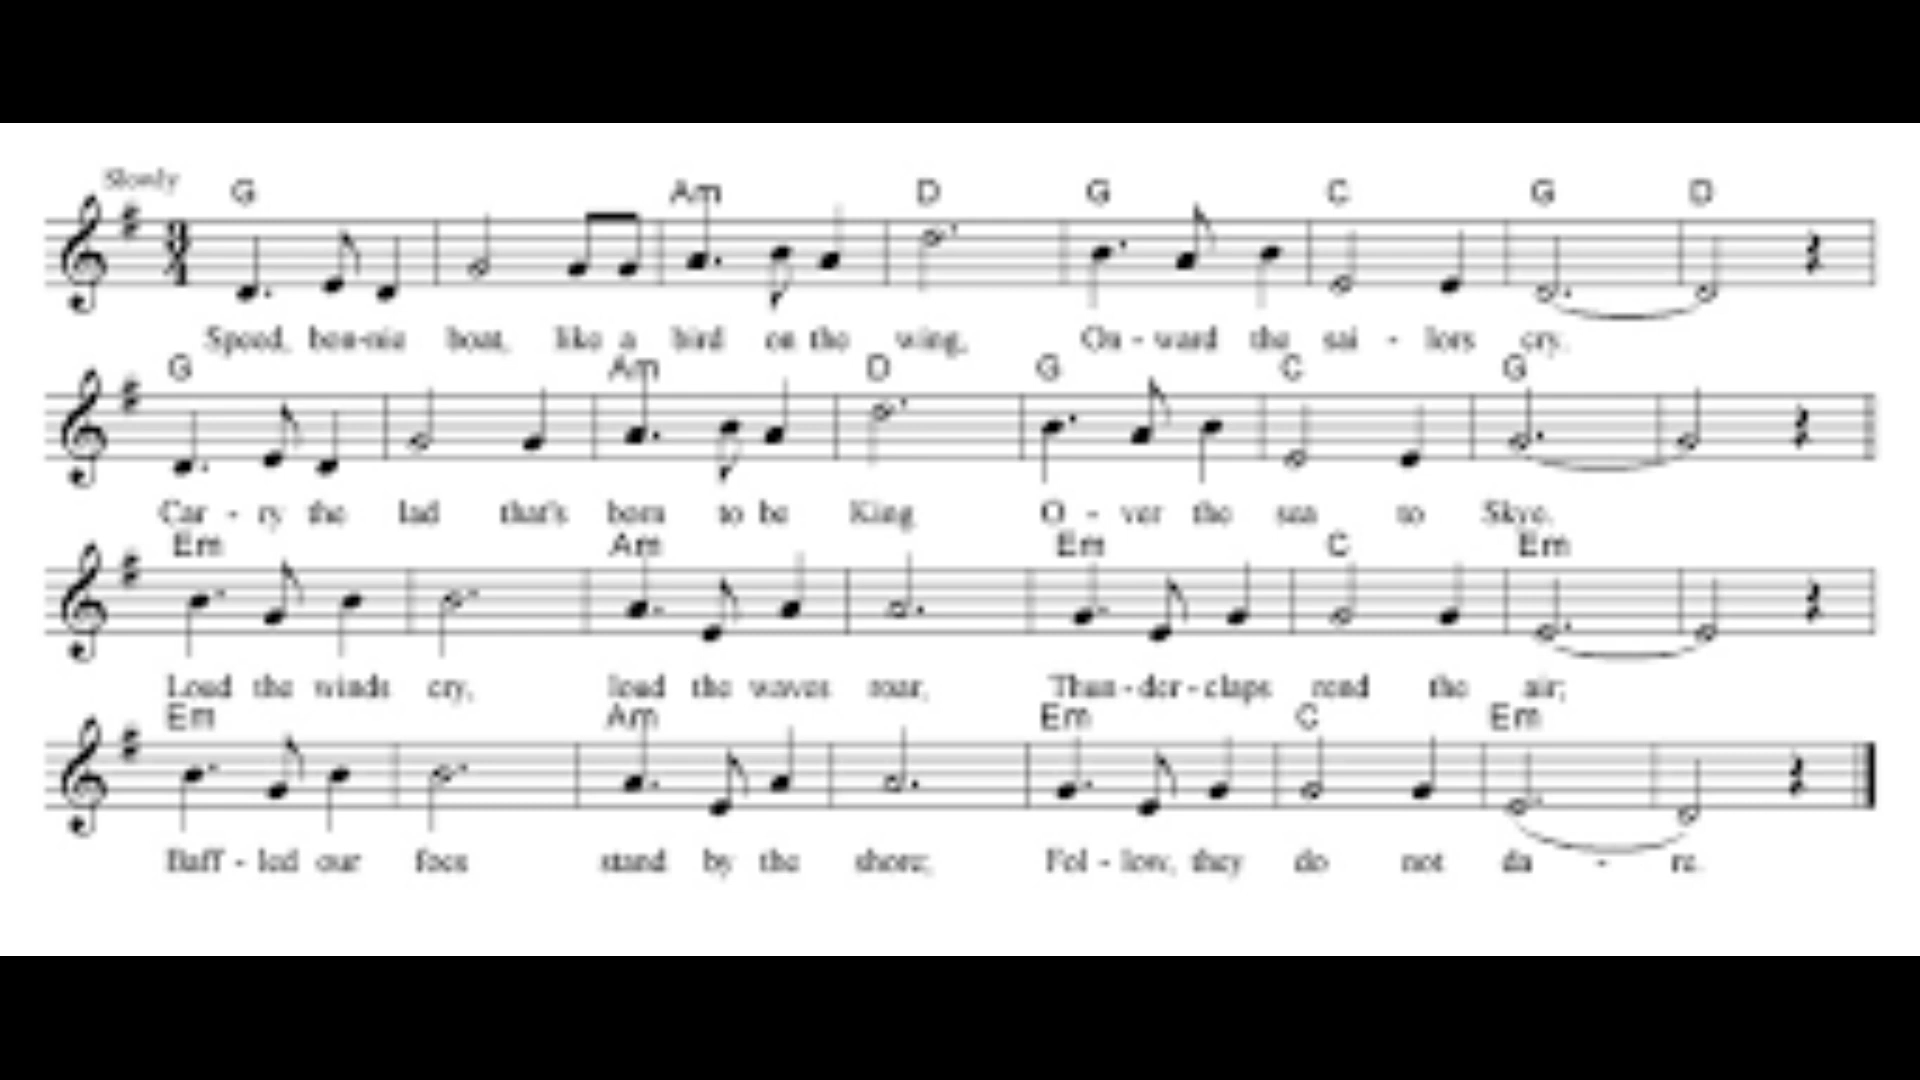 Slowly
G Am D G C G D
3
4
Speed, bon-nie boat, like a bird on the wing, On - ward the sai - lors cry.
G Am D G C G
Car - ry the lad that's born to be King O - ver the sea to Skye.
Em Am Em C Em
Loud the winds cry, loud the waves roar, Thun - der - claps rend the air;
Em Am Em C Em
Baff - led our foes stand by the shore, Fol - low, they do not da - re.